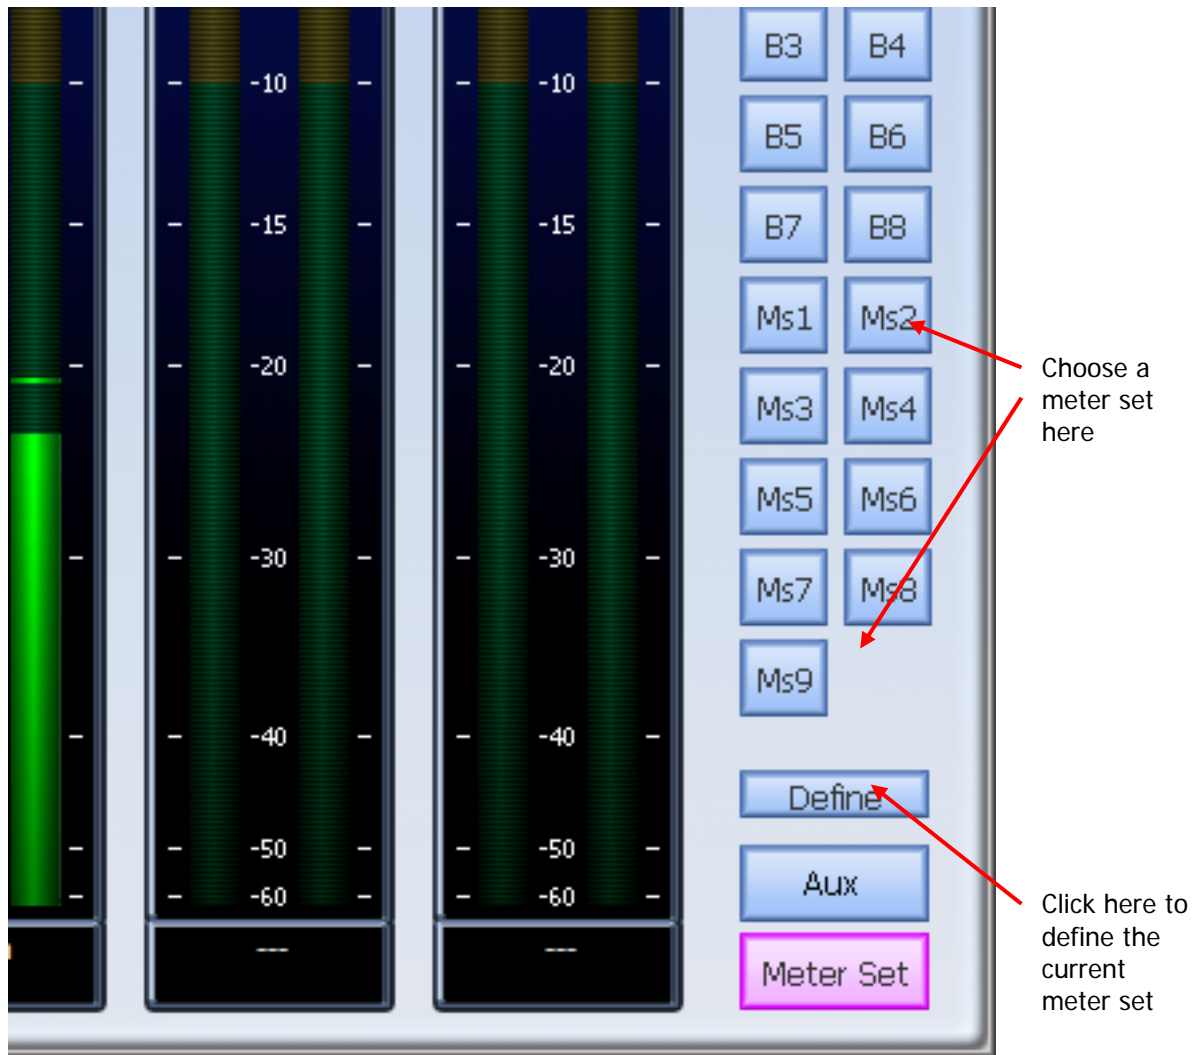 -10 -10
-15 -15
-20 -20
-30 -30
-40 -40
-50 -50
-60 -60
--- ---
B3 B4
B5 B6
B7 B8
Ms1 Ms2
Ms3 Ms4
Ms5 Ms6
Ms7 Ms8
Ms9
Define
Aux
Meter Set
Choose a
meter set
here
Click here to
define the
current
meter set